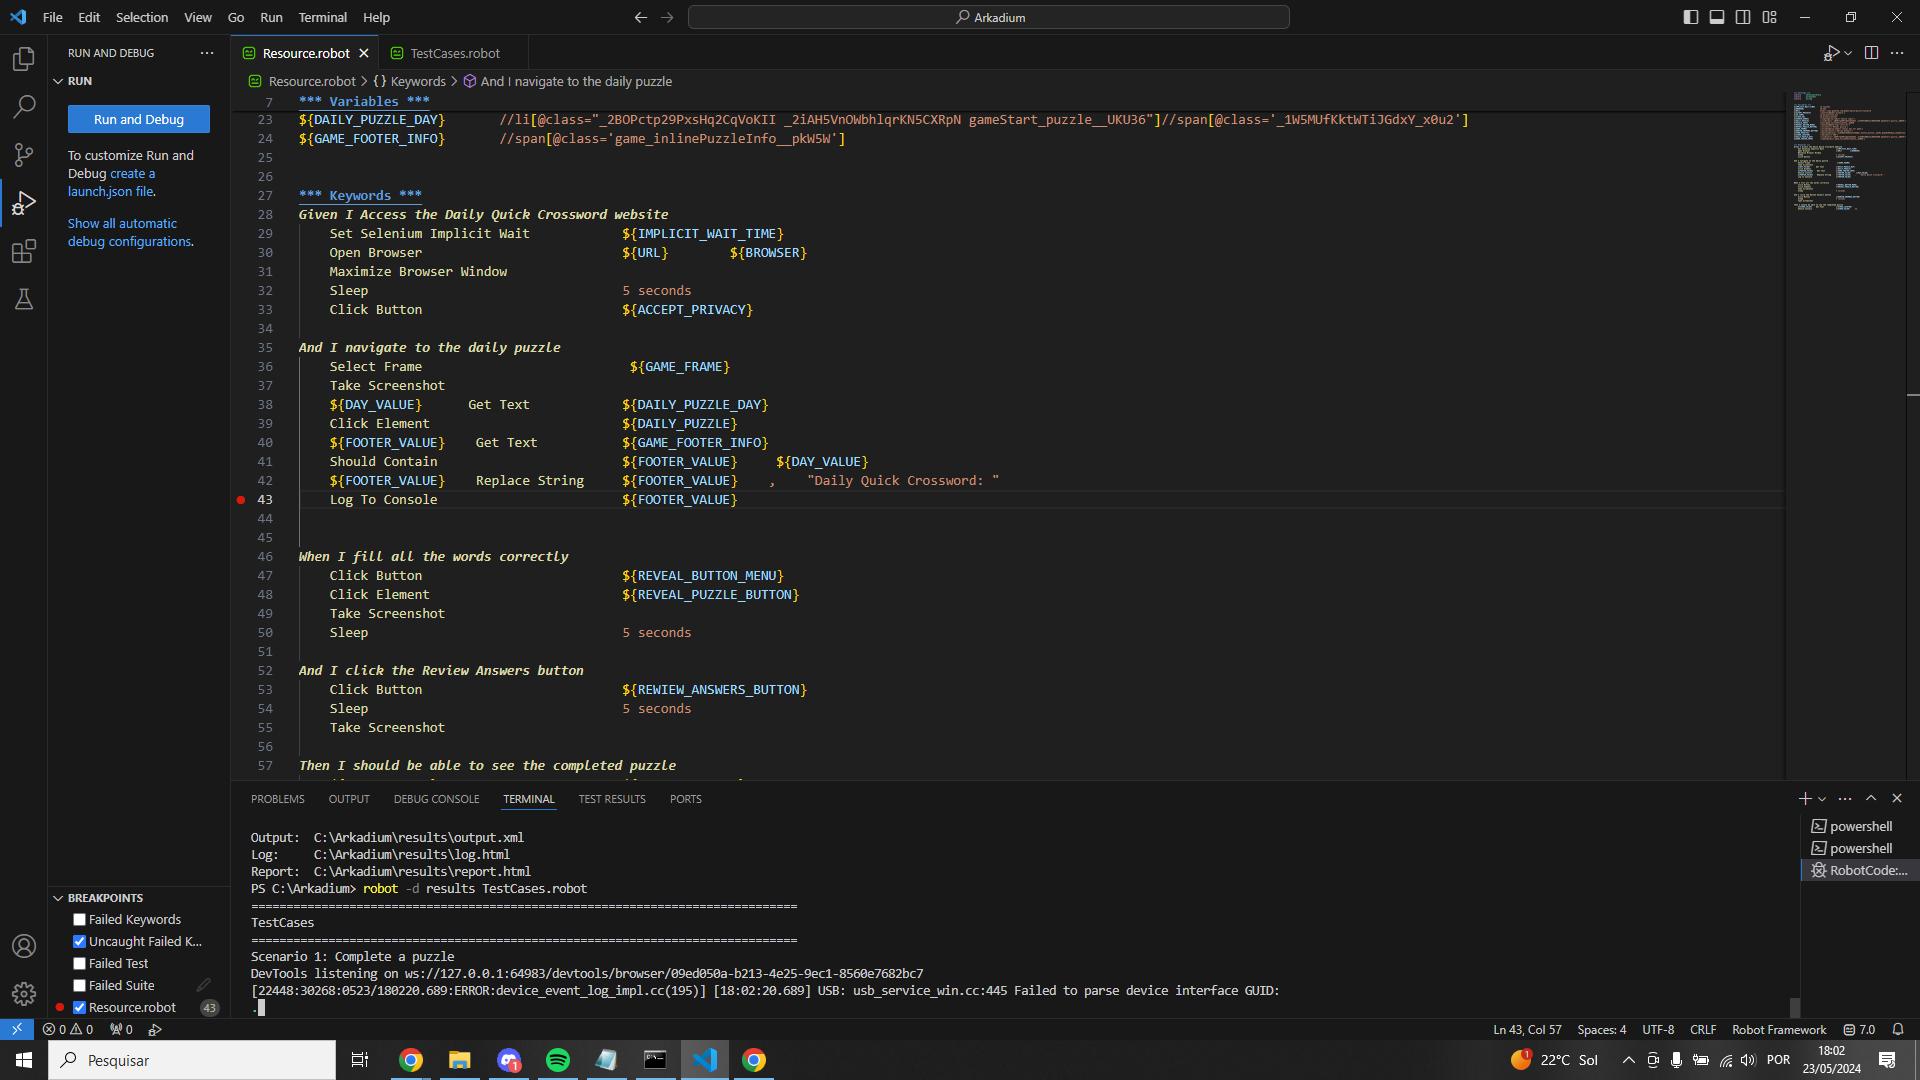 File Edit Selection View Go Run Terminal Help
Arkadium
RUN AND DEBUG
RUN
Run and Debug
To customize Run and
Debug create a
launch.json file.
Show all automatic
debug configurations.
Resource.robot
TestCases.robot
Resource.robot > {} Keywords > And I navigate to the daily puzzle
7 *** Variables ***
23 ${DAILY_PUZZLE_DAY} //li[@class="_2BOPctp29PxsHq2CqVoKII _2iAH5VnOWbhlqrKN5CXRpN gameStart_puzzle__UKU36"]//span[@class='_1W5MUfKktWTiJGdxY_x0u2']
24 ${GAME_FOOTER_INFO} //span[@class='game_inlinePuzzleInfo__pkW5W']
25
26
27 *** Keywords ***
28 Given I Access the Daily Quick Crossword website
29 Set Selenium Implicit Wait ${IMPLICIT_WAIT_TIME}
30 Open Browser ${URL} ${BROWSER}
31 Maximize Browser Window
32 Sleep 5 seconds
33 Click Button ${ACCEPT_PRIVACY}
34
35 And I navigate to the daily puzzle
36 Select Frame ${GAME_FRAME}
37 Take Screenshot
38 ${DAY_VALUE} Get Text ${DAILY_PUZZLE_DAY}
39 Click Element ${DAILY_PUZZLE}
40 ${FOOTER_VALUE} Get Text ${GAME_FOOTER_INFO}
41 Should Contain ${FOOTER_VALUE} ${DAY_VALUE}
42 ${FOOTER_VALUE} Replace String ${FOOTER_VALUE} , "Daily Quick Crossword: "
43 Log To Console ${FOOTER_VALUE}
44
45
46 When I fill all the words correctly
47 Click Button ${REVEAL_BUTTON_MENU}
48 Click Element ${REVEAL_PUZZLE_BUTTON}
49 Take Screenshot
50 Sleep 5 seconds
51
52 And I click the Review Answers button
53 Click Button ${REWIEW_ANSWERS_BUTTON}
54 Sleep 5 seconds
55 Take Screenshot
56
57 Then I should be able to see the completed puzzle
PROBLEMS OUTPUT DEBUG CONSOLE TERMINAL TEST RESULTS PORTS
Output: C:\Arkadium\results\output.xml
Log: C:\Arkadium\results\log.html
Report: C:\Arkadium\results\report.html
PS C:\Arkadium> robot -d results TestCases.robot
==============================================================================
TestCases
==============================================================================
Scenario 1: Complete a puzzle
DevTools listening on ws://127.0.0.1:64983/devtools/browser/09ed050a-b213-4e25-9ec1-8560e7682bc7
[22448:30268:0523/180220.689:ERROR:device_event_log_impl.cc(195)] [18:02:20.689] USB: usb_service_win.cc:445 Failed to parse device interface GUID:
.
powershell
powershell
RobotCode:...
BREAKPOINTS
Failed Keywords
Uncaught Failed K...
Failed Test
Failed Suite
Resource.robot 43
0 0 0
Ln 43, Col 57 Spaces: 4 UTF-8 CRLF Robot Framework 7.0
Pesquisar
1
1
22°C Sol
POR
18:02
23/05/2024